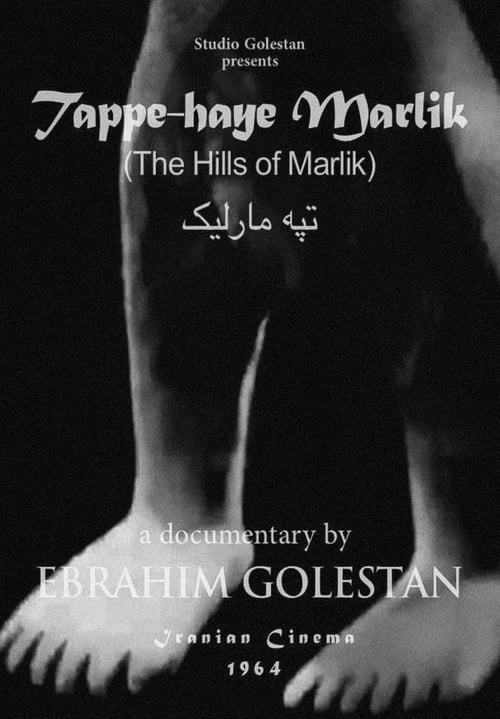 Studio Golestan
presents
Tappe-haye Marlik
(The Hills of Marlik)
تپه مارلیک
a documentary by
EBRAHIM GOLESTAN
Iranian Cinema
1964